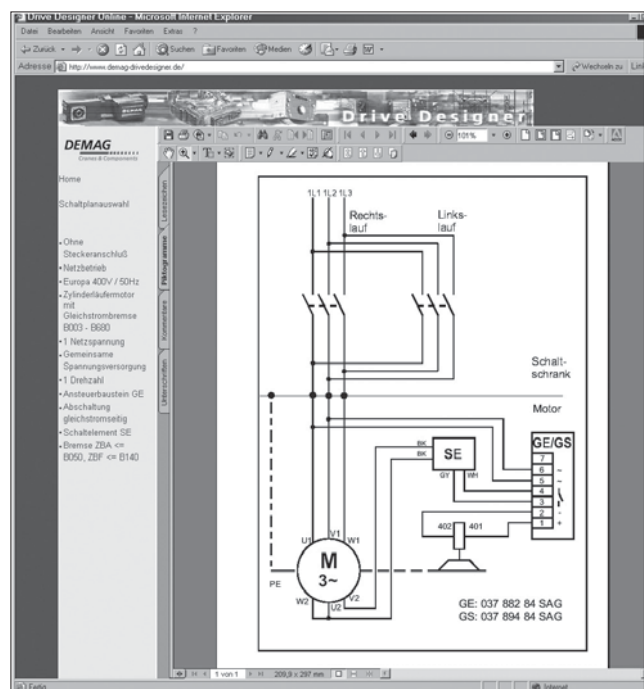 Drive Designer Online - Microsoft Internet Explorer
Datei Bearbeiten Ansicht Favoriten Extras ?
Zurück Suchen Favoriten Medien
Adresse http://www.demag-drivedesigner.de/ Wechseln zu Link
Drive Designer
101%
DEMAG
Cranes & Components
Home
Schaltplanauswahl
Ohne
Steckeranschluß
Netzbetrieb
Europa 400V / 50Hz
Zylinderläufermotor
mit
Gleichstrombremse
B003 - B680
1 Netzspannung
Gemeinsame
Spannungsversorgung
1 Drehzahl
Ansteuerbaustein GE
Abschaltung
gleichstromseitig
Schaltelement SE
Bremse ZBA <=
B050, ZBF <= B140
Lesezeichen
Piktogramme
Kommentare
Unterschriften
1L1 1L2 1L3
Rechts-
lauf
Links-
lauf
Schalt-
schrank
Motor
GE/GS
7
6 ~
5 ~
4
3
2 -
1 +
BK
BK
SE
GY WH
402 401
U1 V1 W1
M
3~
PE
W2 U2 V2
GE: 037 882 84 SAG
GS: 037 894 84 SAG
1 von 1 209,9 x 297 mm
Fertig Internet